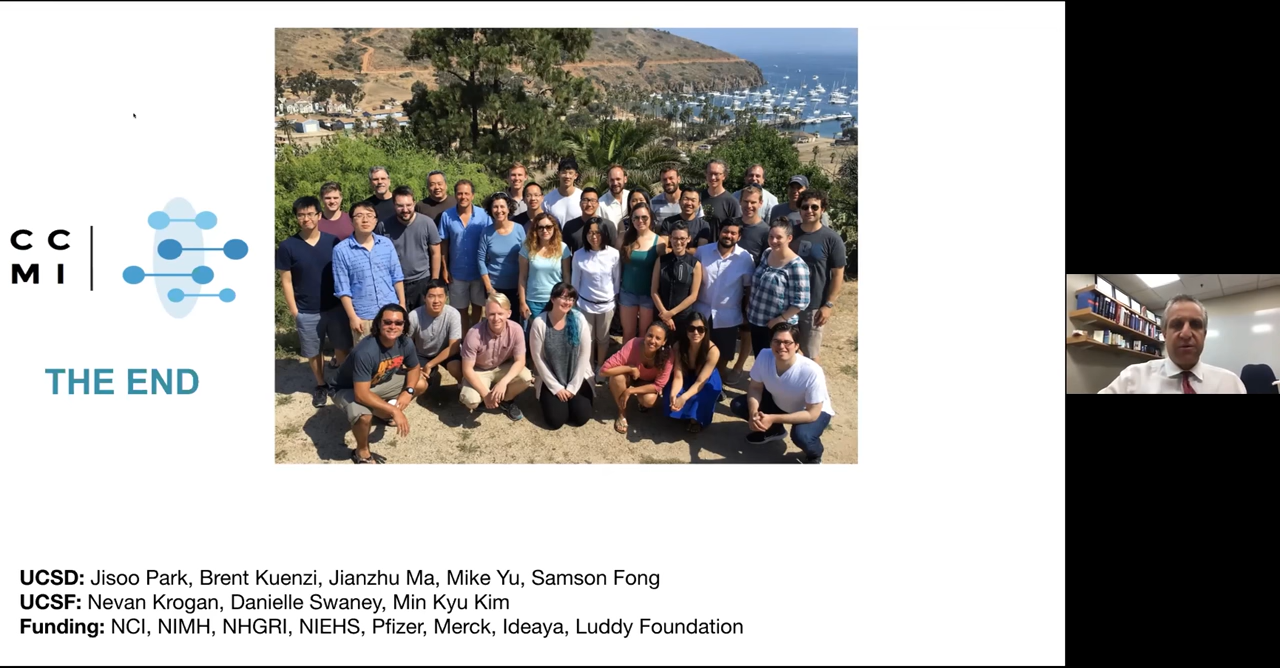 C C
M I
THE END
UCSD: Jisoo Park, Brent Kuenzi, Jianzhu Ma, Mike Yu, Samson Fong
UCSF: Nevan Krogan, Danielle Swaney, Min Kyu Kim
Funding: NCI, NIMH, NHGRI, NIEHS, Pfizer, Merck, Ideaya, Luddy Foundation